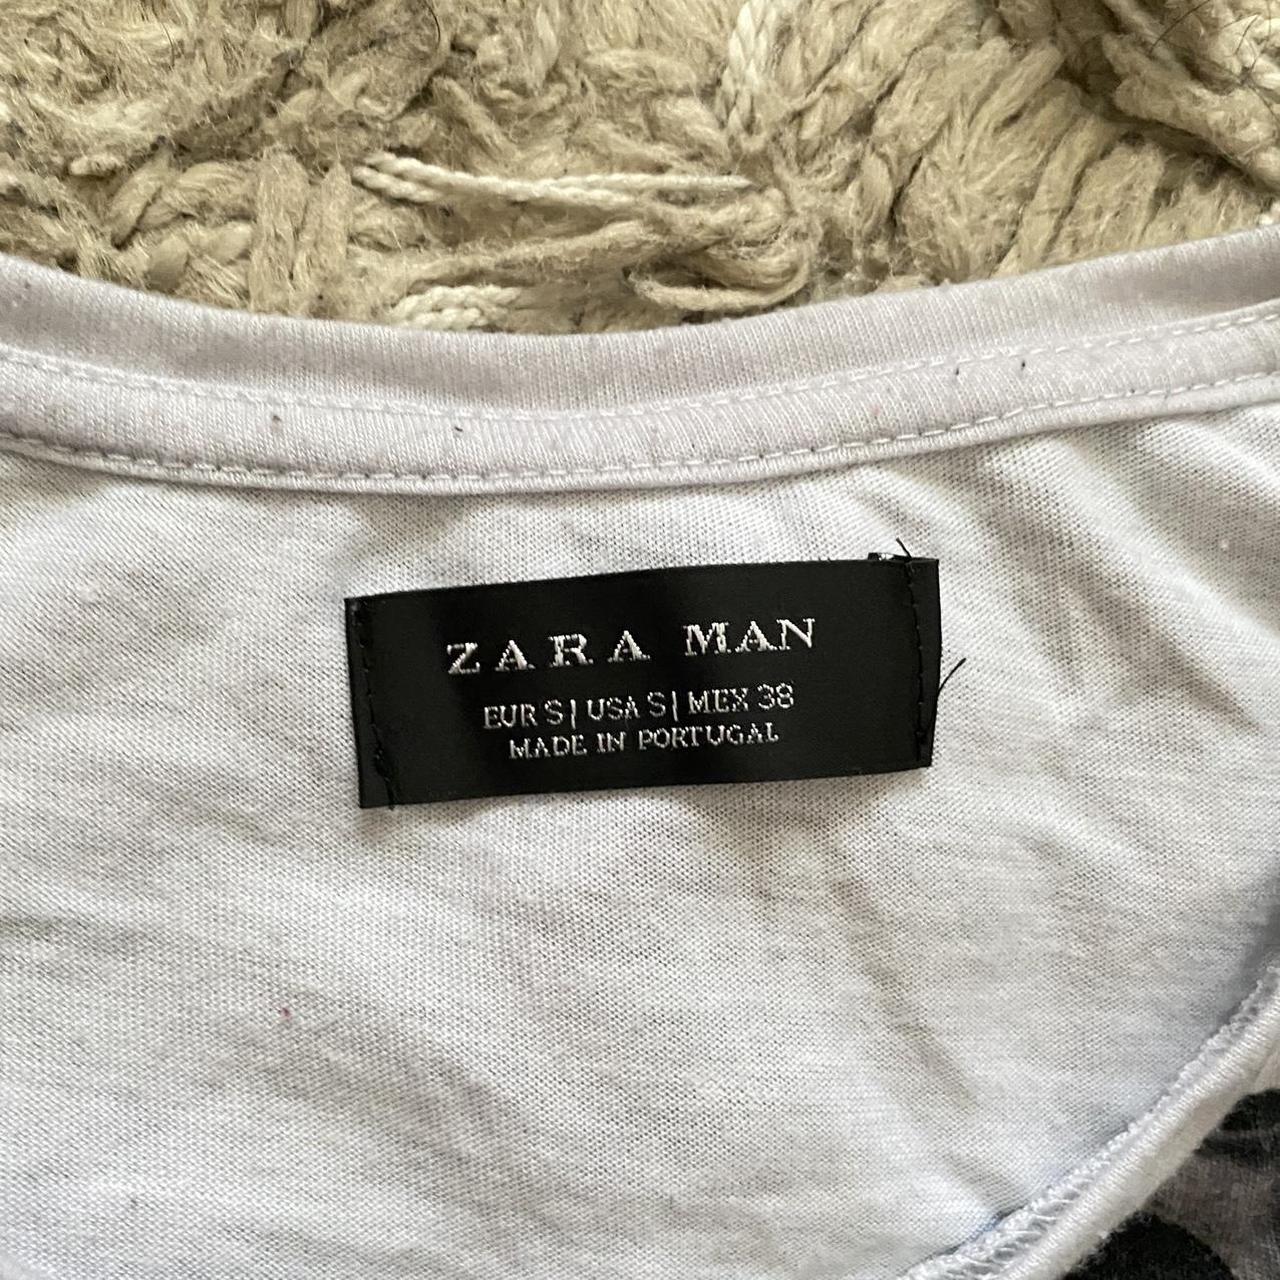 ZARA MAN
EUR S| USA S| MEX 38
MADE IN PORTUGAL